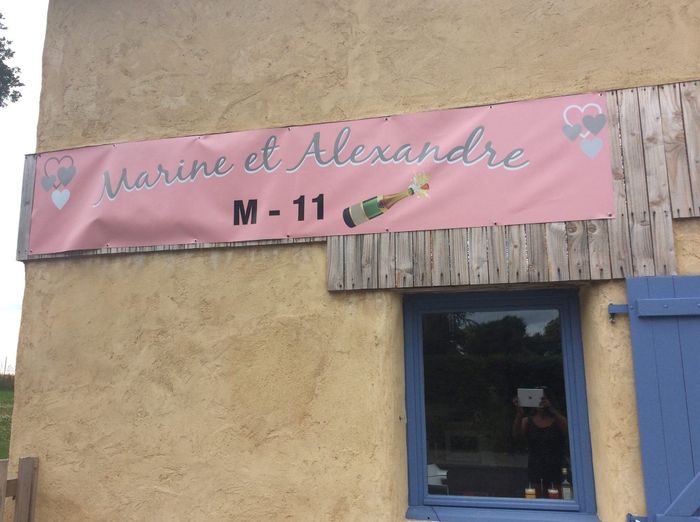 Marine et Alexandre
M - 11